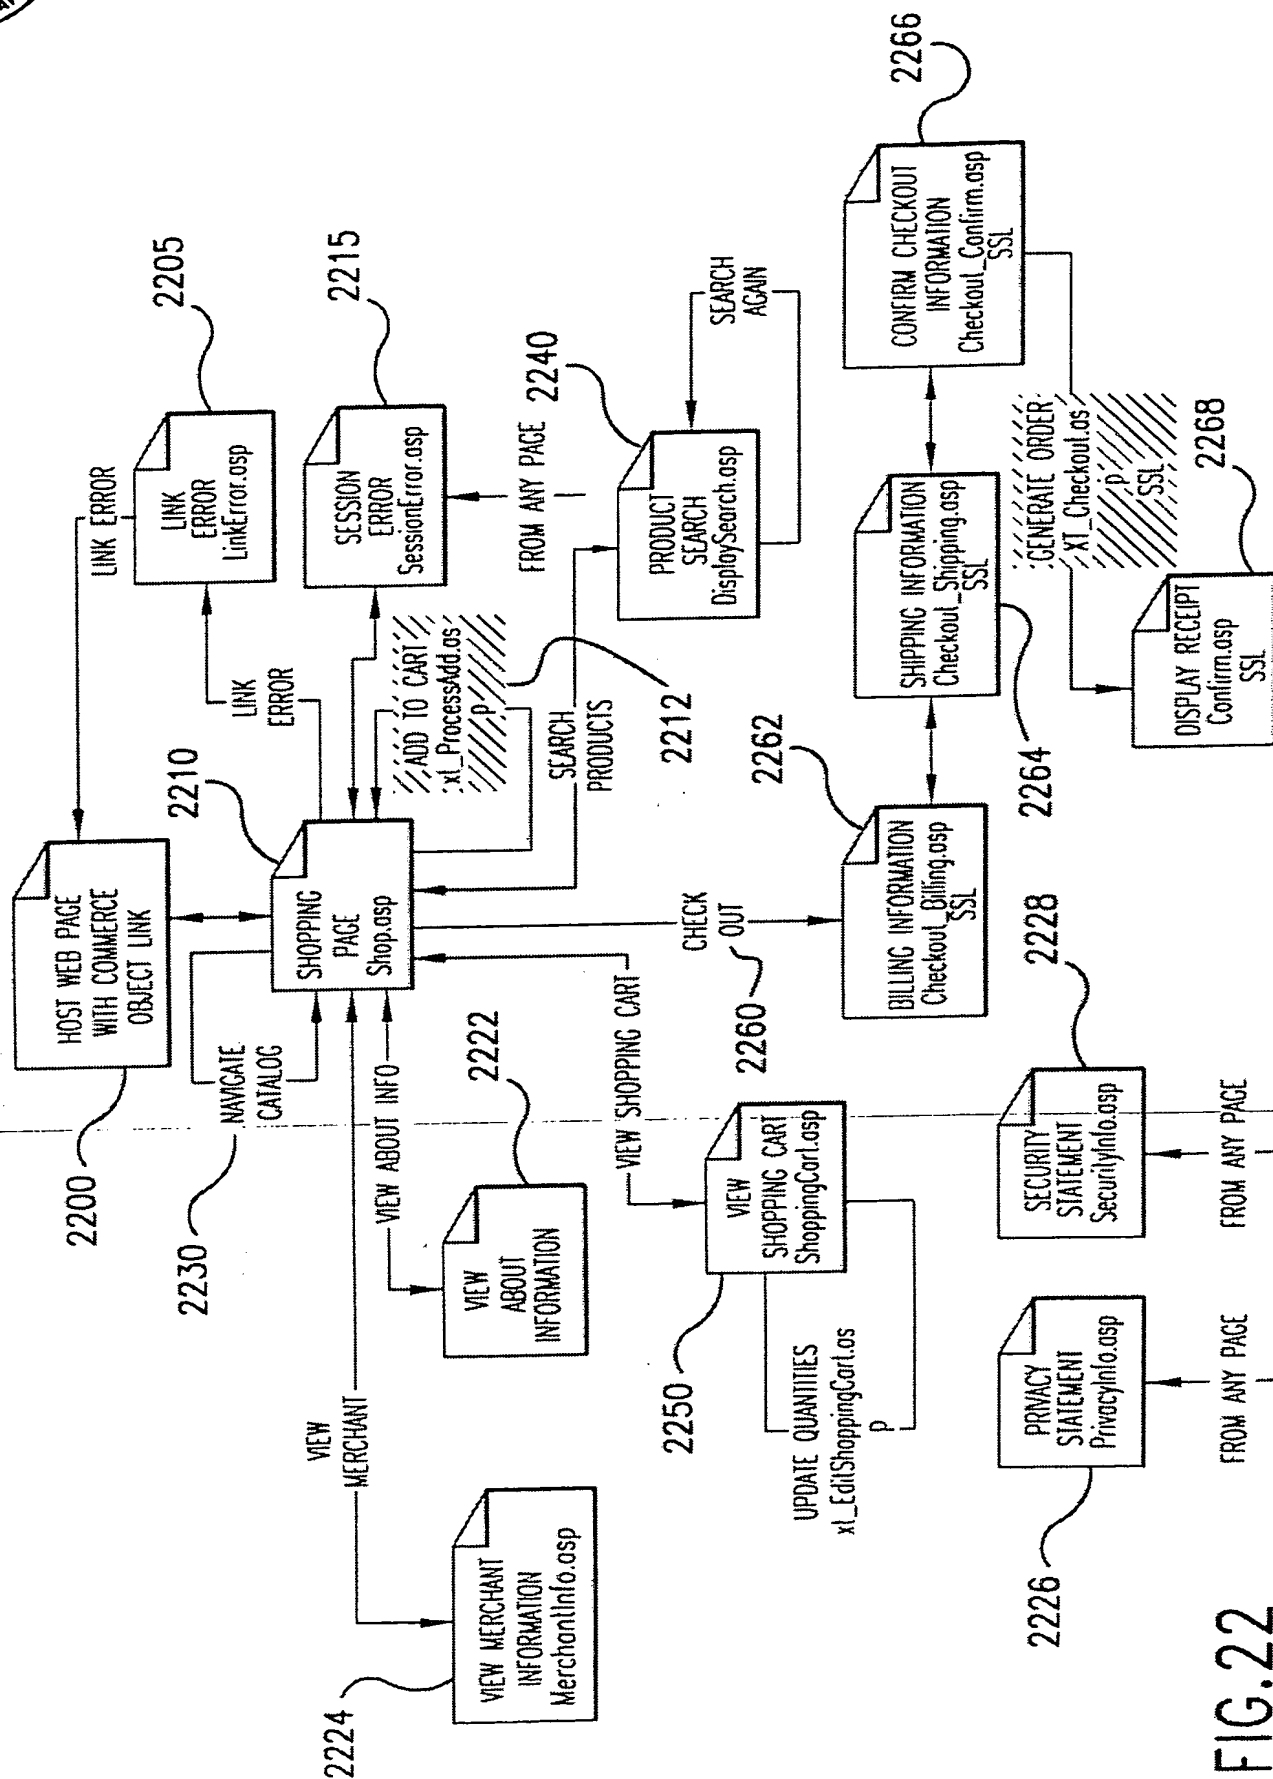 2200
HOST WEB PAGE
WITH COMMERCE
OBJECT LINK
LINK ERROR
LINK
ERROR
LinkError.asp
2205
2230
NAVIGATE
CATALOG
2210
SHOPPING
PAGE
Shop.asp
LINK
ERROR
SESSION
ERROR
SessionError.asp
2215
FROM ANY PAGE
ADD TO CART
xt_ProcessAdd.as
p
2212
2224
VIEW MERCHANT
INFORMATION
MerchantInfo.asp
VIEW
MERCHANT
VIEW ABOUT INFO
2222
VIEW
ABOUT
INFORMATION
SEARCH
PRODUCTS
2240
PRODUCT
SEARCH
DisplaySearch.asp
SEARCH
AGAIN
VIEW SHOPPING CART
2250
VIEW
SHOPPING CART
ShoppingCart.asp
UPDATE QUANTITIES
xt_EditShoppingCart.as
p
CHECK
OUT
2260
2262
BILLING INFORMATION
Checkout_Billing.asp
SSL
SHIPPING INFORMATION
Checkout_Shipping.asp
SSL
2264
CONFIRM CHECKOUT
INFORMATION
Checkout_Confirm.asp
SSL
2266
GENERATE ORDER
XT_Checkout.as
p
SSL
2268
DISPLAY RECEIPT
Confirm.asp
SSL
2226
PRIVACY
STATEMENT
PrivacyInfo.asp
FROM ANY PAGE
2228
SECURITY
STATEMENT
SecurityInfo.asp
FROM ANY PAGE
FIG.22